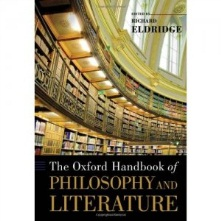 EDITED BY
RICHARD
ELDRIDGE
The Oxford Handbook of
PHILOSOPHY AND
LITERATURE